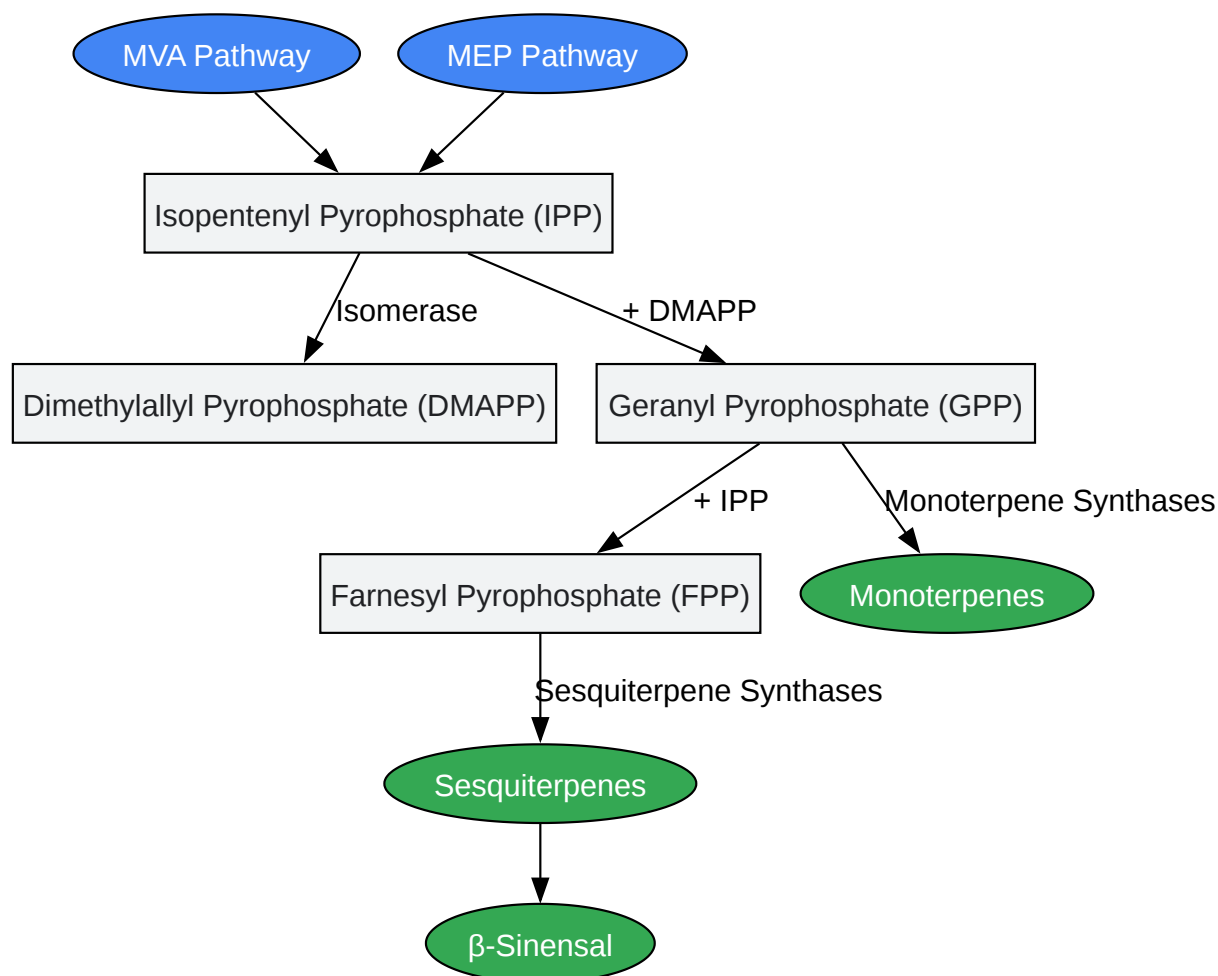 MVA Pathway
MEP Pathway
Isopentenyl Pyrophosphate (IPP)
Isomerase
+ DMAPP
Dimethylallyl Pyrophosphate (DMAPP)
Geranyl Pyrophosphate (GPP)
+ IPP
Monoterpene Synthases
Farnesyl Pyrophosphate (FPP)
Monoterpenes
Sesquiterpene Synthases
Sesquiterpenes
β-Sinensal